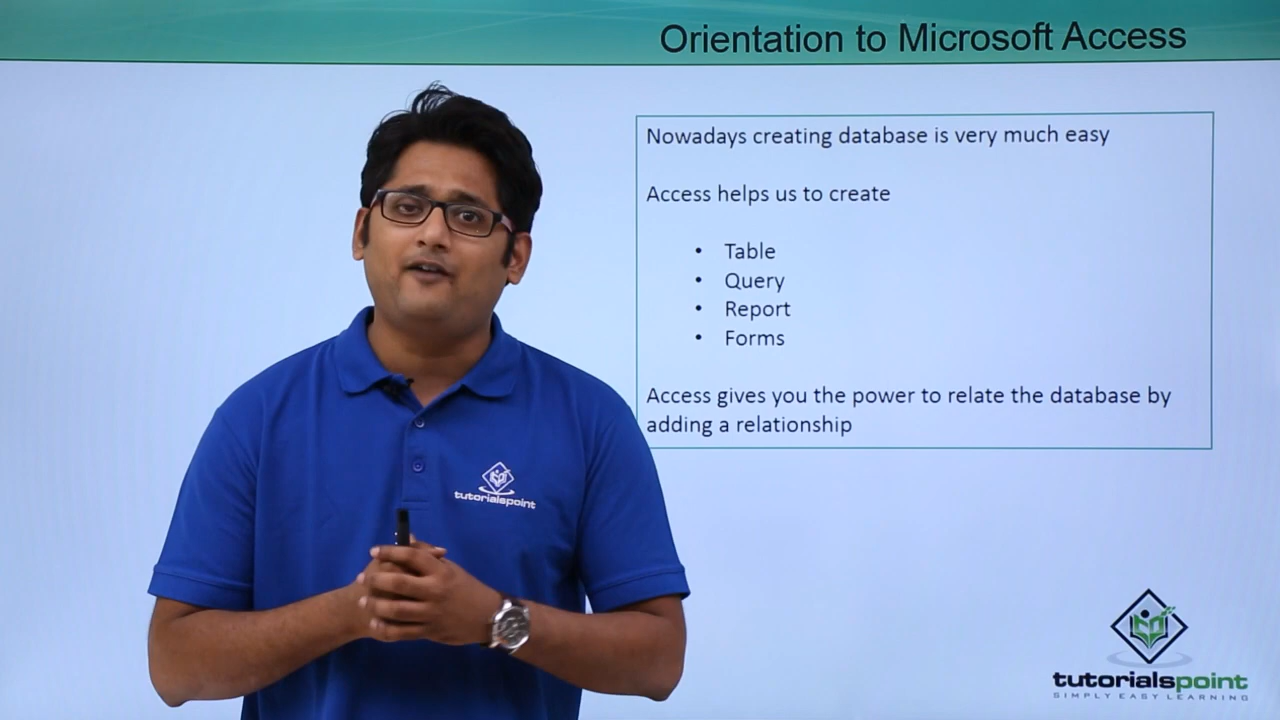 Orientation to Microsoft Access
Nowadays creating database is very much easy
Access helps us to create
• Table
• Query
• Report
• Forms
Access gives you the power to relate the database by
adding a relationship
tutorialspoint
tutorialspoint
SIMPLY EASY LEARNING